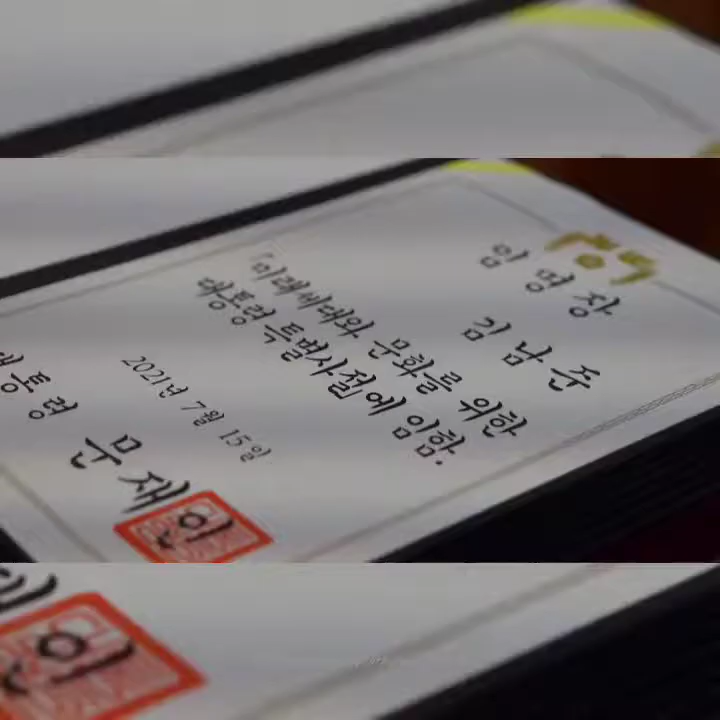 임명장
김남준
「미래세대와 문화를 위한
대통령 특별사절에 임함.
2021년 7월 15일
대통령 문재인